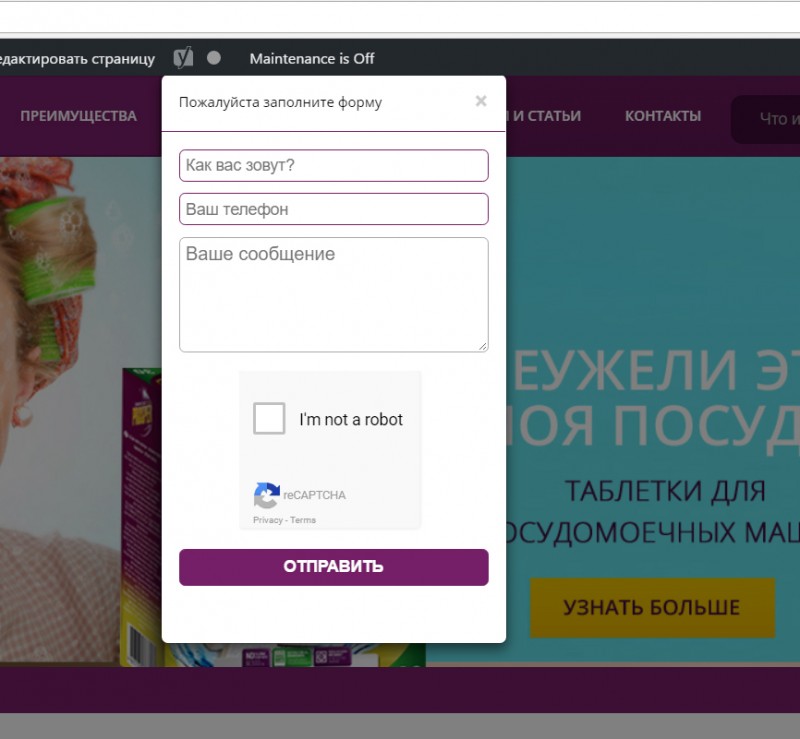 едактировать страницу
Maintenance is Off
ПРЕИМУЩЕСТВА
И СТАТЬИ
КОНТАКТЫ
Что и
Пожалуйста заполните форму
×
Как вас зовут?
Ваш телефон
Ваше сообщение
I'm not a robot
reCAPTCHA
Privacy - Terms
ОТПРАВИТЬ
ЕУЖЕЛИ ЭТ
ОЯ ПОСУД
ТАБЛЕТКИ ДЛЯ
ОСУДОМОЕЧНЫХ МАШ
УЗНАТЬ БОЛЬШЕ